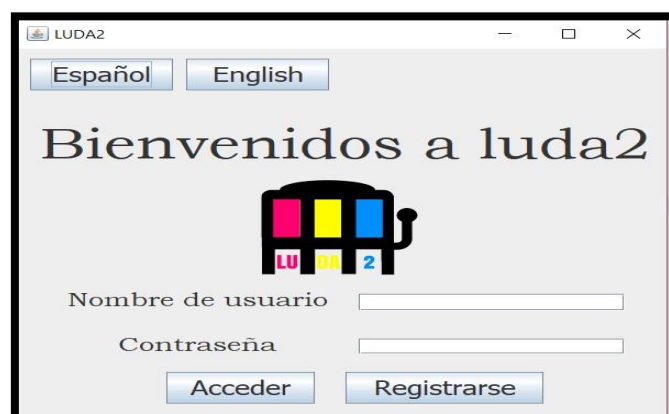 LUDA2
Español English
Bienvenidos a luda2
LU DA 2
Nombre de usuario
Contraseña
Acceder Registrarse